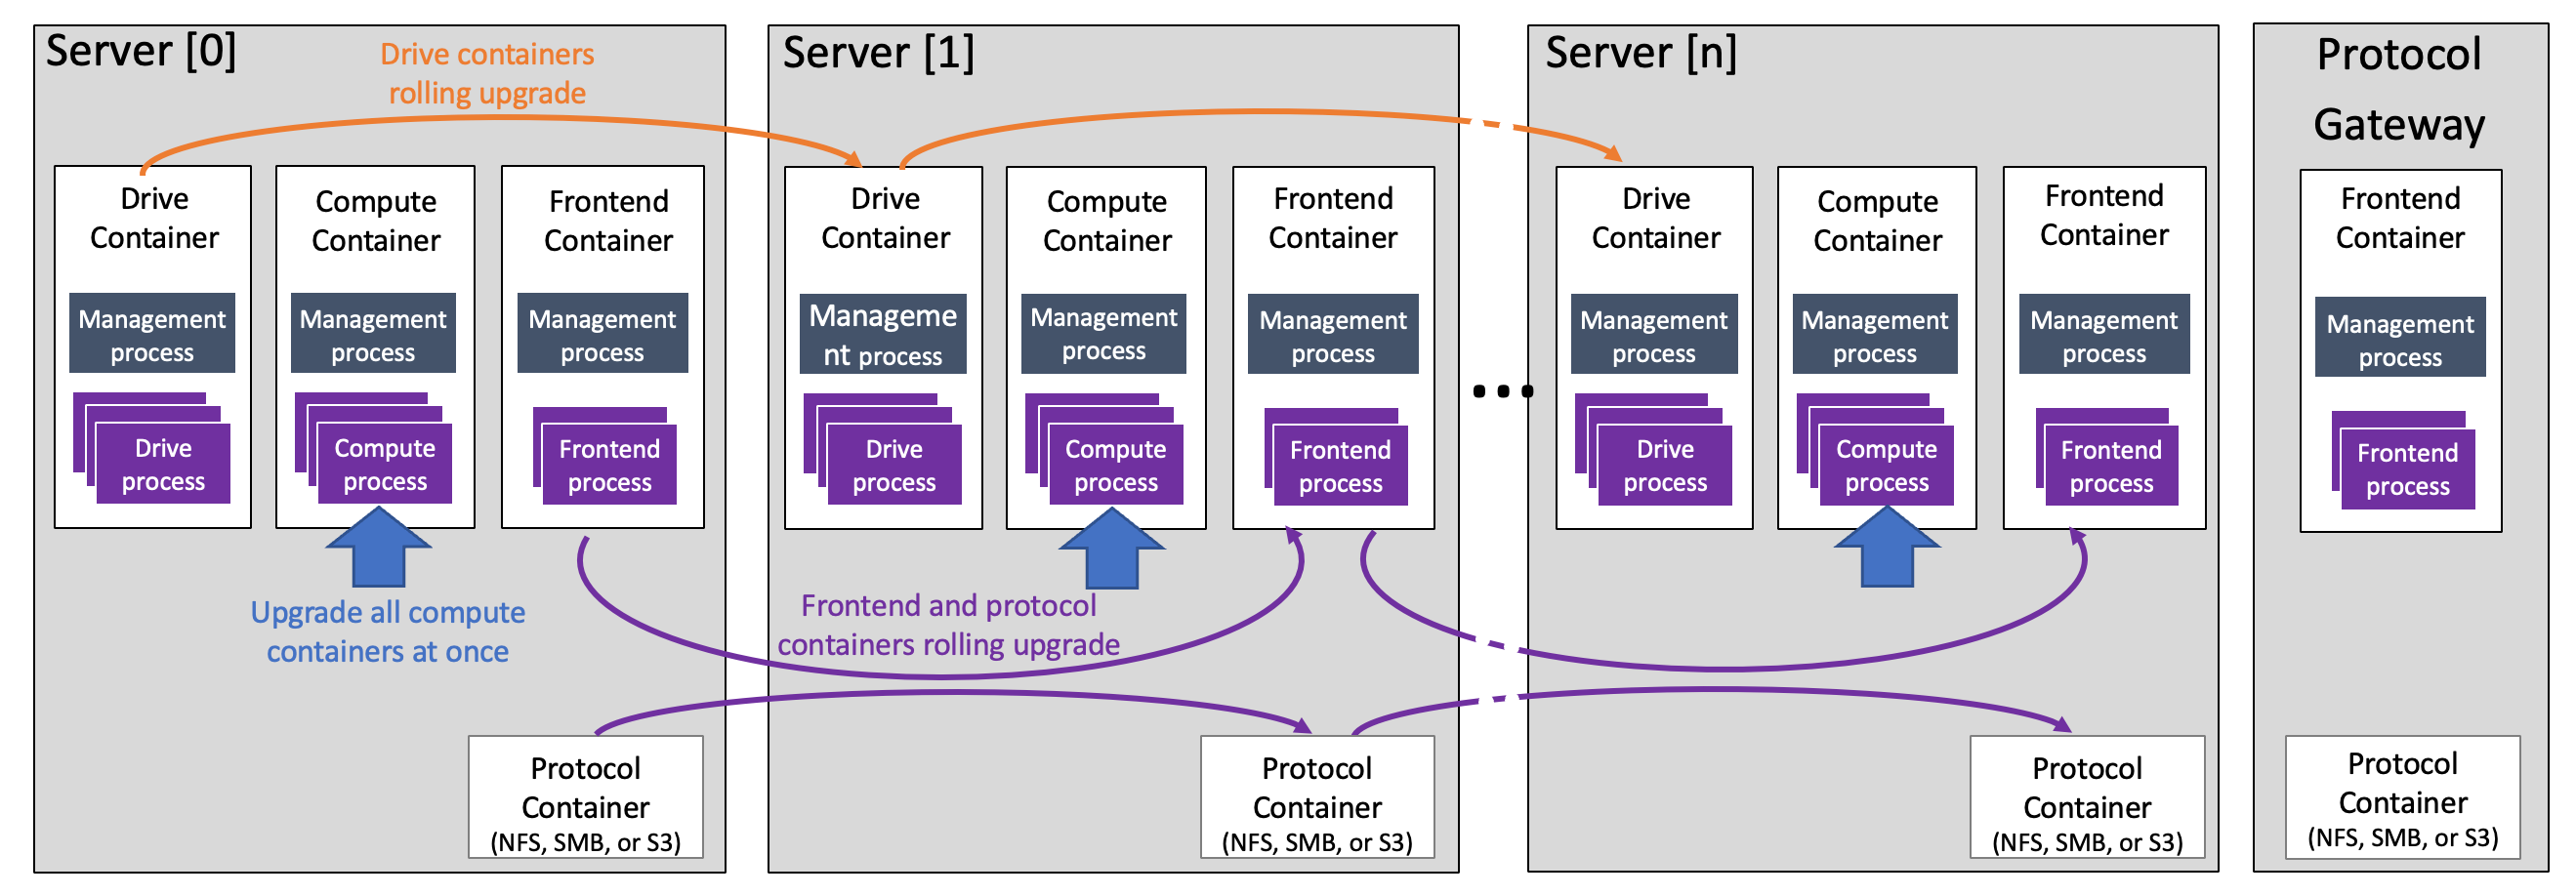 Server [0]
Drive containers
rolling upgrade
Drive
Container
Management
process
Drive
process
Compute
Container
Management
process
Compute
process
Frontend
Container
Management
process
Frontend
process
Upgrade all compute
containers at once
Protocol
Container
(NFS, SMB, or S3)
Server [1]
Drive
Container
Manageme
nt process
Drive
process
Compute
Container
Management
process
Compute
process
Frontend
Container
Management
process
Frontend
process
Frontend and protocol
containers rolling upgrade
Protocol
Container
(NFS, SMB, or S3)
...
Server [n]
Drive
Container
Management
process
Drive
process
Compute
Container
Management
process
Compute
process
Frontend
Container
Management
process
Frontend
process
Protocol
Container
(NFS, SMB, or S3)
Protocol
Gateway
Frontend
Container
Management
process
Frontend
process
Protocol
Container
(NFS, SMB, or S3)